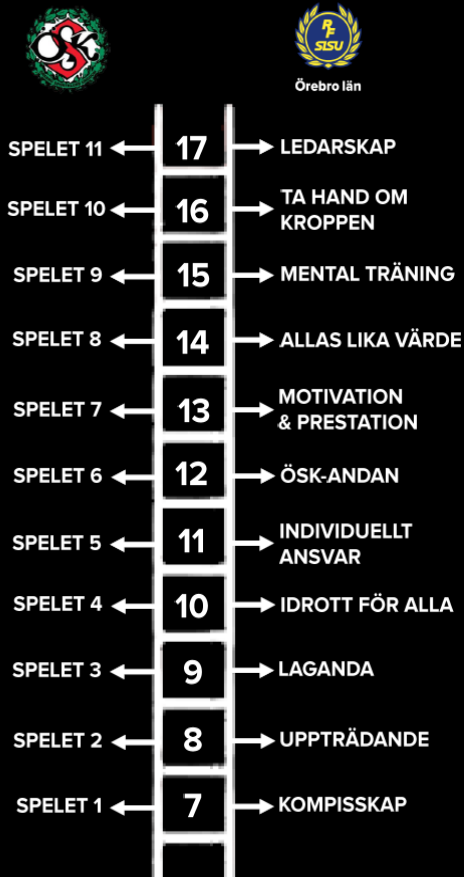 ÖSK
RF
SISU
Örebro län
SPELET 11 17 LEDARSKAP
SPELET 10 16 TA HAND OM
KROPPEN
SPELET 9 15 MENTAL TRÄNING
SPELET 8 14 ALLAS LIKA VÄRDE
SPELET 7 13 MOTIVATION
& PRESTATION
SPELET 6 12 ÖSK-ANDAN
SPELET 5 11 INDIVIDUELLT
ANSVAR
SPELET 4 10 IDROTT FÖR ALLA
SPELET 3 9 LAGANDA
SPELET 2 8 UPPTRÄDANDE
SPELET 1 7 KOMPISSKAP